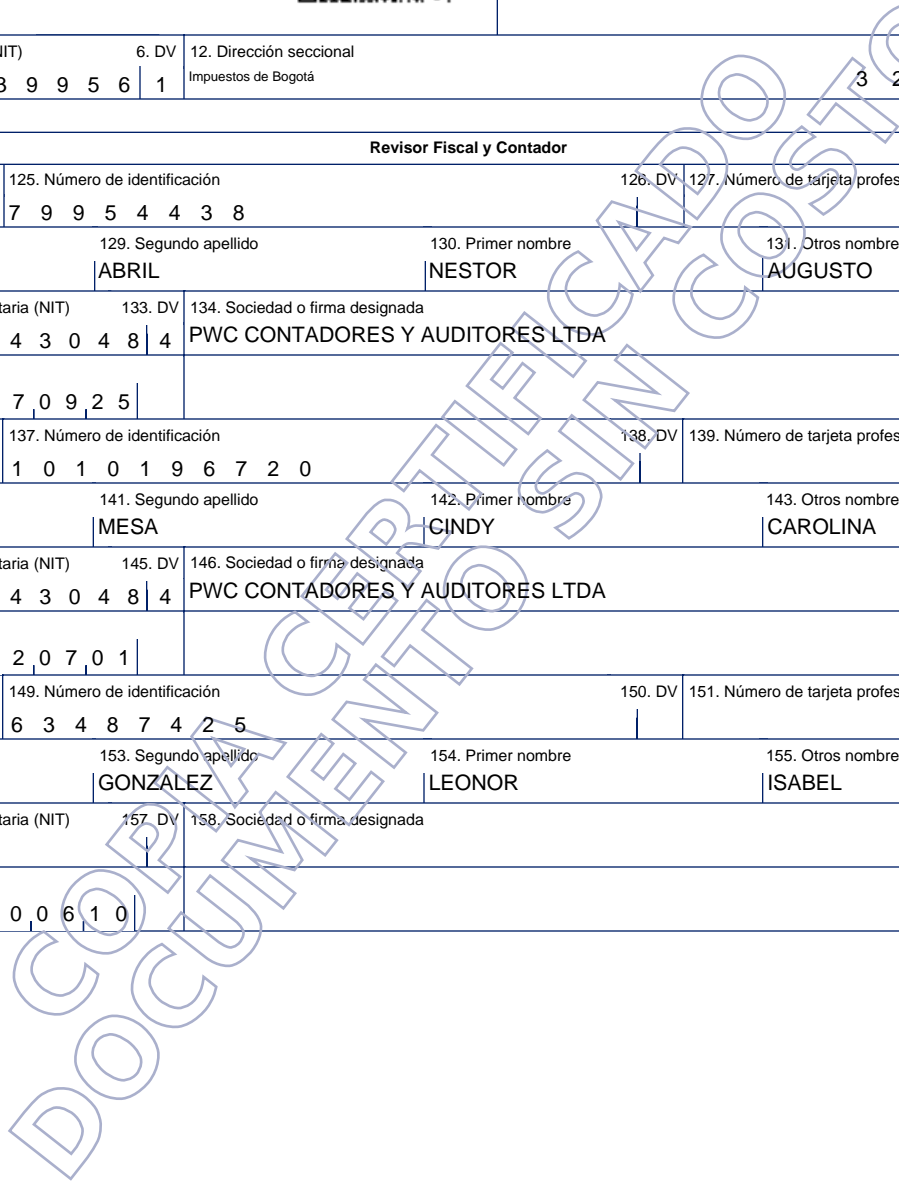 NIT) 6. DV 12. Dirección seccional
9 9 5 6 1 Impuestos de Bogotá 3 2
Revisor Fiscal y Contador
125. Número de identificación 126. DV 127. Número de tarjeta profes
7 9 9 5 4 4 3 8
129. Segundo apellido 130. Primer nombre 131. Otros nombre
ABRIL NESTOR AUGUSTO
taria (NIT) 133. DV 134. Sociedad o firma designada
4 3 0 4 8 4 PWC CONTADORES Y AUDITORES LTDA
7 0 9 2 5
137. Número de identificación 138. DV 139. Número de tarjeta profes
1 0 1 0 1 9 6 7 2 0
141. Segundo apellido 142. Primer nombre 143. Otros nombre
MESA CINDY CAROLINA
taria (NIT) 145. DV 146. Sociedad o firma designada
4 3 0 4 8 4 PWC CONTADORES Y AUDITORES LTDA
2 0 7 0 1
149. Número de identificación 150. DV 151. Número de tarjeta profes
6 3 4 8 7 4 2 5
153. Segundo apellido 154. Primer nombre 155. Otros nombre
GONZALEZ LEONOR ISABEL
taria (NIT) 157. DV 158. Sociedad o firma designada
0 0 6 1 0
COPIA CERTIFICADO
DOCUMENTO SIN COSTO